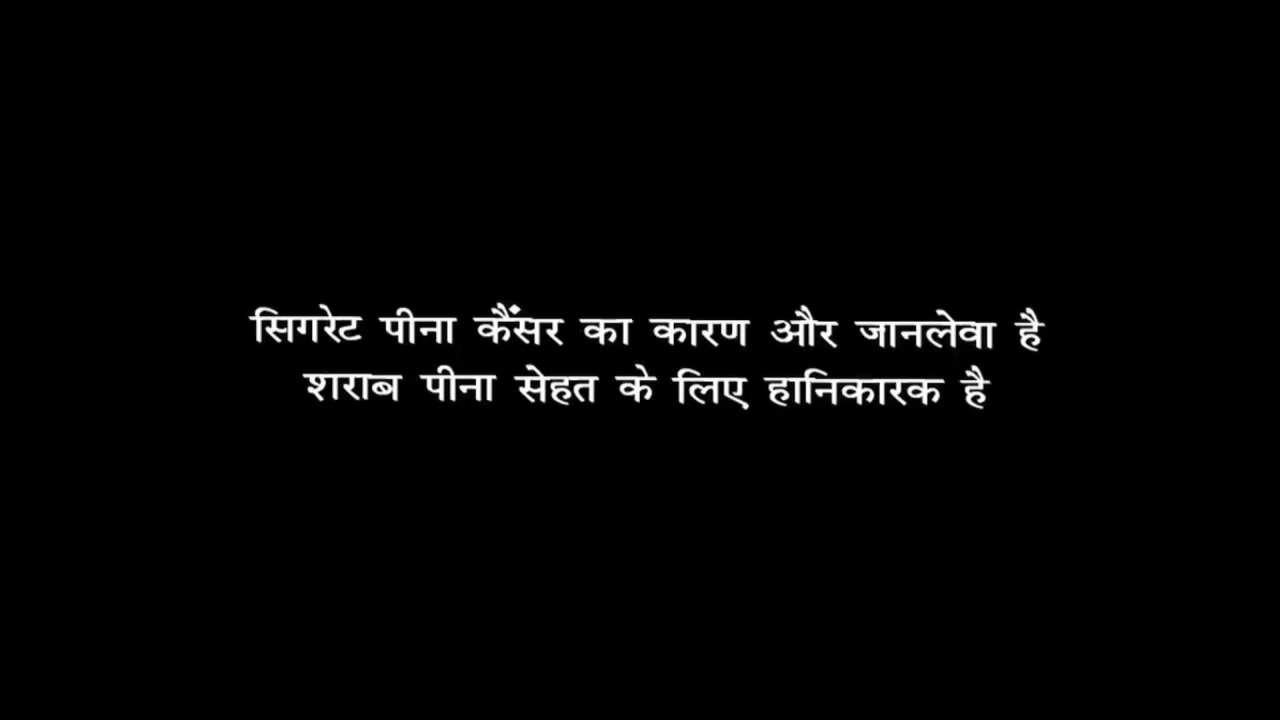 सिगरेट पीना कैंसर का कारण और जानलेवा है
शराब पीना सेहत के लिए हानिकारक है